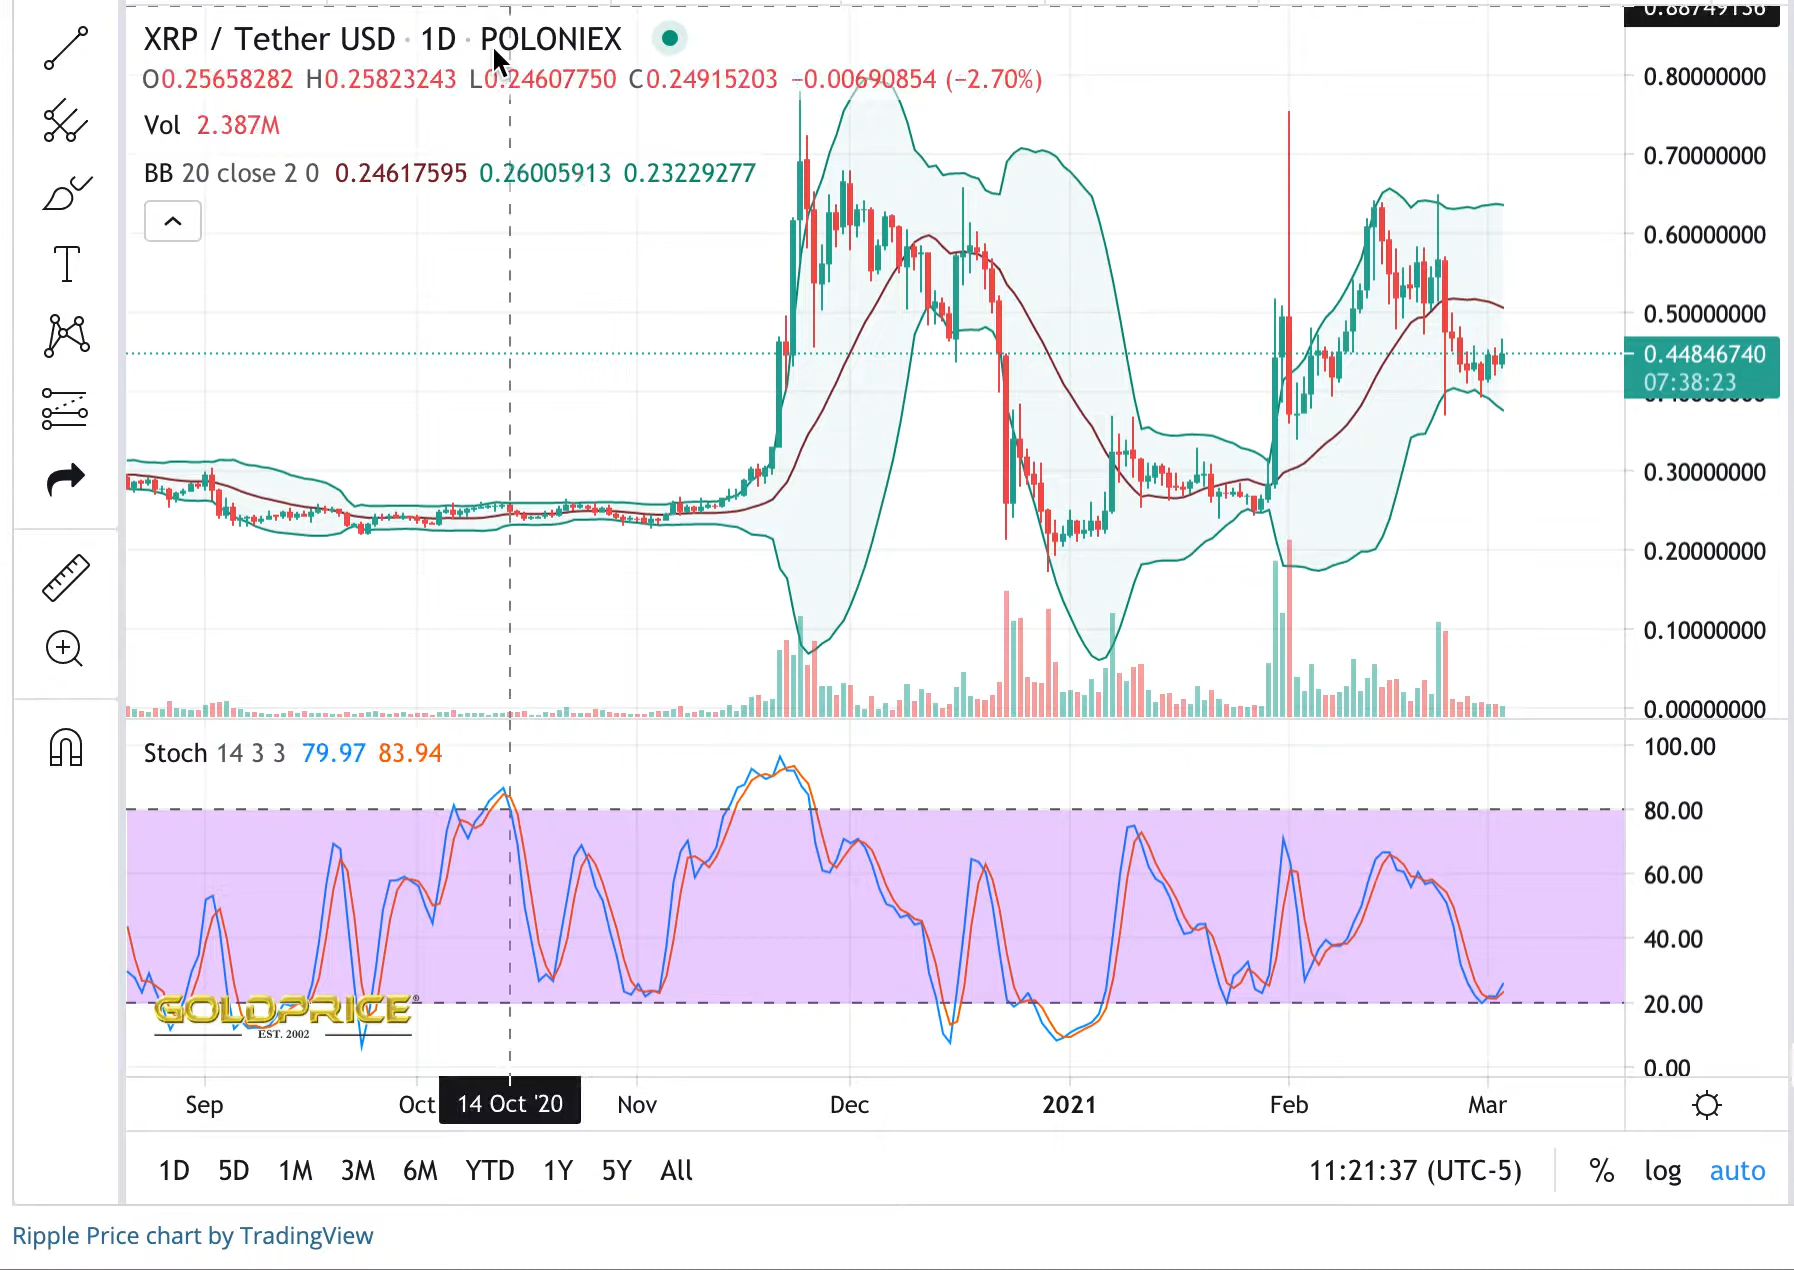 0.88749136
XRP / Tether USD · 1D · POLONIEX
O0.25658282 H0.25823243 L0.24607750 C0.24915203 −0.00690854 (−2.70%)
Vol 2.387M
BB 20 close 2 0 0.24617595 0.26005913 0.23229277
0.80000000
0.70000000
0.60000000
0.50000000
0.44846740
07:38:23
0.30000000
0.20000000
0.10000000
0.00000000
Stoch 14 3 3 79.97 83.94
100.00
80.00
60.00
40.00
20.00
0.00
GOLDPRICE®
EST. 2002
Sep Oct 14 Oct '20 Nov Dec 2021 Feb Mar
1D 5D 1M 3M 6M YTD 1Y 5Y All 11:21:37 (UTC-5) % log auto
Ripple Price chart by TradingView